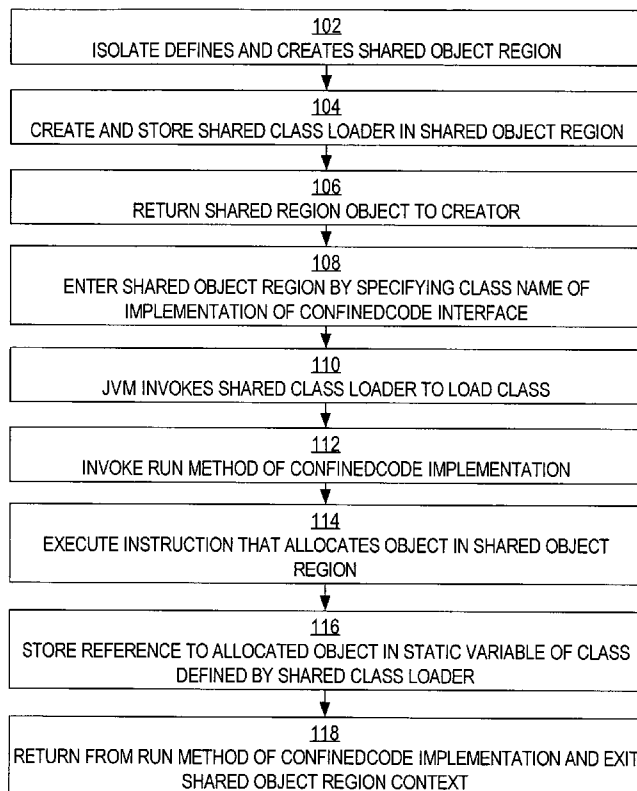 102
ISOLATE DEFINES AND CREATES SHARED OBJECT REGION
104
CREATE AND STORE SHARED CLASS LOADER IN SHARED OBJECT REGION
106
RETURN SHARED REGION OBJECT TO CREATOR
108
ENTER SHARED OBJECT REGION BY SPECIFYING CLASS NAME OF
IMPLEMENTATION OF CONFINEDCODE INTERFACE
110
JVM INVOKES SHARED CLASS LOADER TO LOAD CLASS
112
INVOKE RUN METHOD OF CONFINEDCODE IMPLEMENTATION
114
EXECUTE INSTRUCTION THAT ALLOCATES OBJECT IN SHARED OBJECT
REGION
116
STORE REFERENCE TO ALLOCATED OBJECT IN STATIC VARIABLE OF CLASS
DEFINED BY SHARED CLASS LOADER
118
RETURN FROM RUN METHOD OF CONFINEDCODE IMPLEMENTATION AND EXIT
SHARED OBJECT REGION CONTEXT